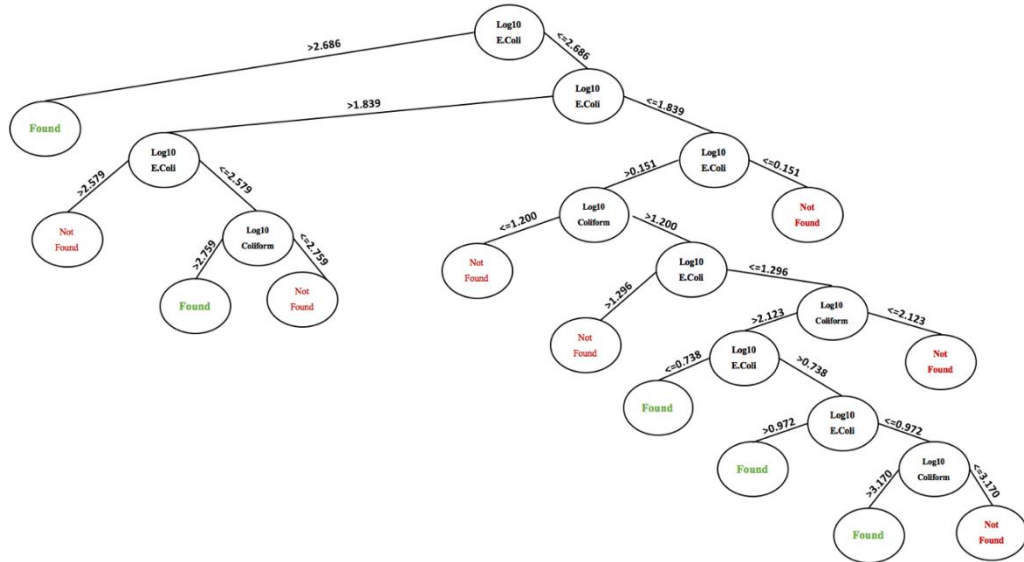 Log10
E.Coli
>2.686
<=2.686
Log10
E.Coli
Found
>1.839
<=1.839
Log10
E.Coli
Log10
E.Coli
>2.579
<=2.579
>0.151
<=0.151
Not
Found
Log10
Coliform
Log10
Coliform
Not
Found
>2.759
<=2.759
<=1.200
>1.200
Found
Not
Found
Not
Found
Log10
E.Coli
>1.296
<=1.296
Not
Found
Log10
Coliform
>2.123
<=2.123
Log10
E.Coli
Not
Found
<=0.738
>0.738
Found
Log10
E.Coli
>0.972
<=0.972
Found
Log10
Coliform
>3.170
<=3.170
Found
Not
Found